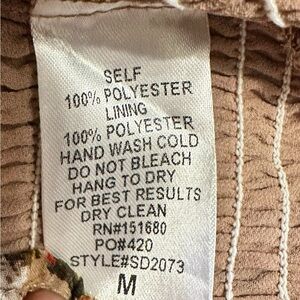 SELF
100% POLYESTER
LINING
100% POLYESTER
HAND WASH COLD
DO NOT BLEACH
HANG TO DRY
FOR BEST RESULTS
DRY CLEAN
RN#151680
PO#420
STYLE#SD2073
M